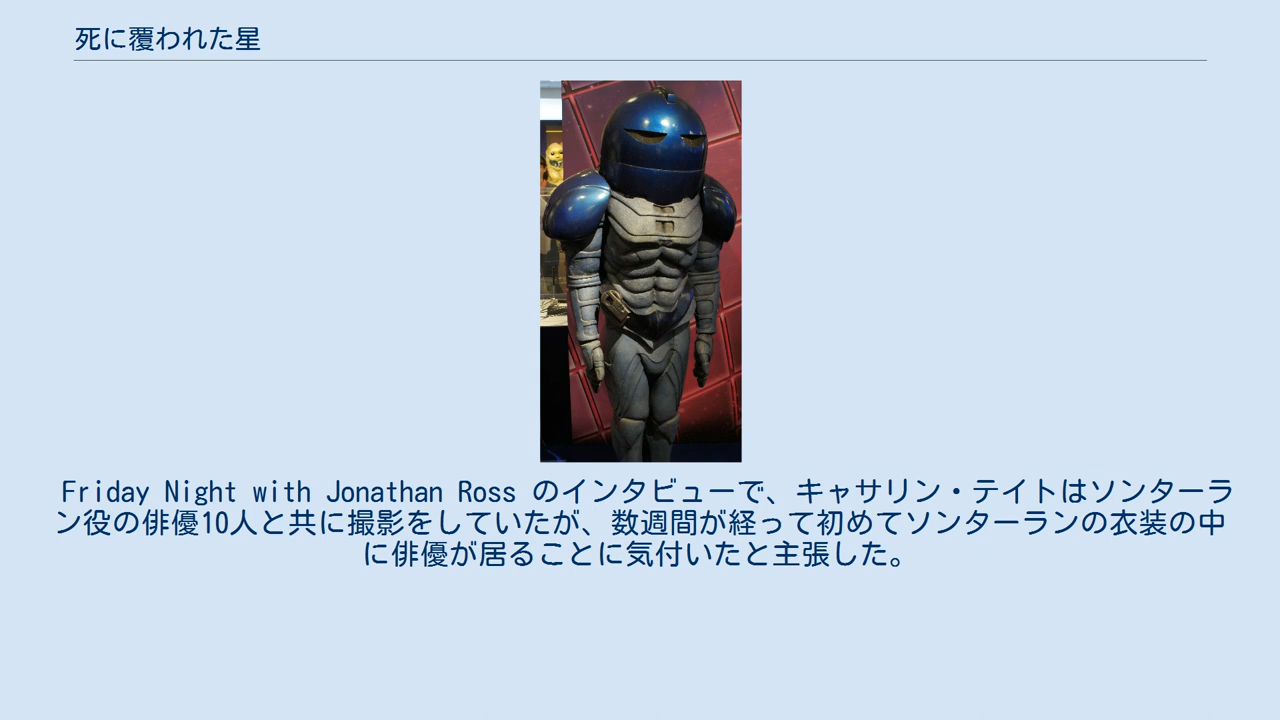 死に覆われた星
Friday Night with Jonathan Ross のインタビューで、キャサリン・テイトはソンターラ
ン役の俳優10人と共に撮影をしていたが、数週間が経って初めてソンターランの衣装の中
に俳優が居ることに気付いたと主張した。